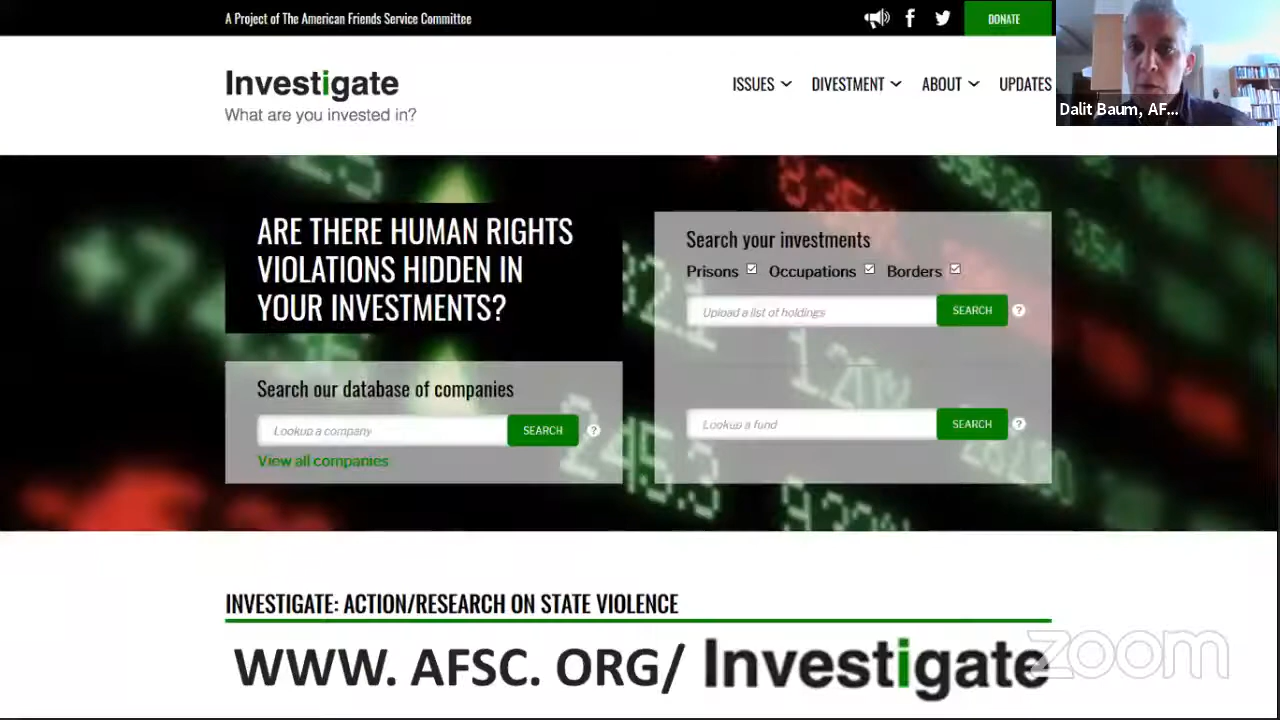 A Project of The American Friends Service Committee
DONATE
Investigate
What are you invested in?
ISSUES
DIVESTMENT
ABOUT
UPDATES
Dalit Baum, AF...
ARE THERE HUMAN RIGHTS
VIOLATIONS HIDDEN IN
YOUR INVESTMENTS?
Search your investments
Prisons Occupations Borders
Upload a list of holdings
SEARCH
?
Search our database of companies
Lookup a company
SEARCH
?
View all companies
Lookup a fund
SEARCH
?
INVESTIGATE: ACTION/RESEARCH ON STATE VIOLENCE
WWW. AFSC. ORG/ Investigate
zoom